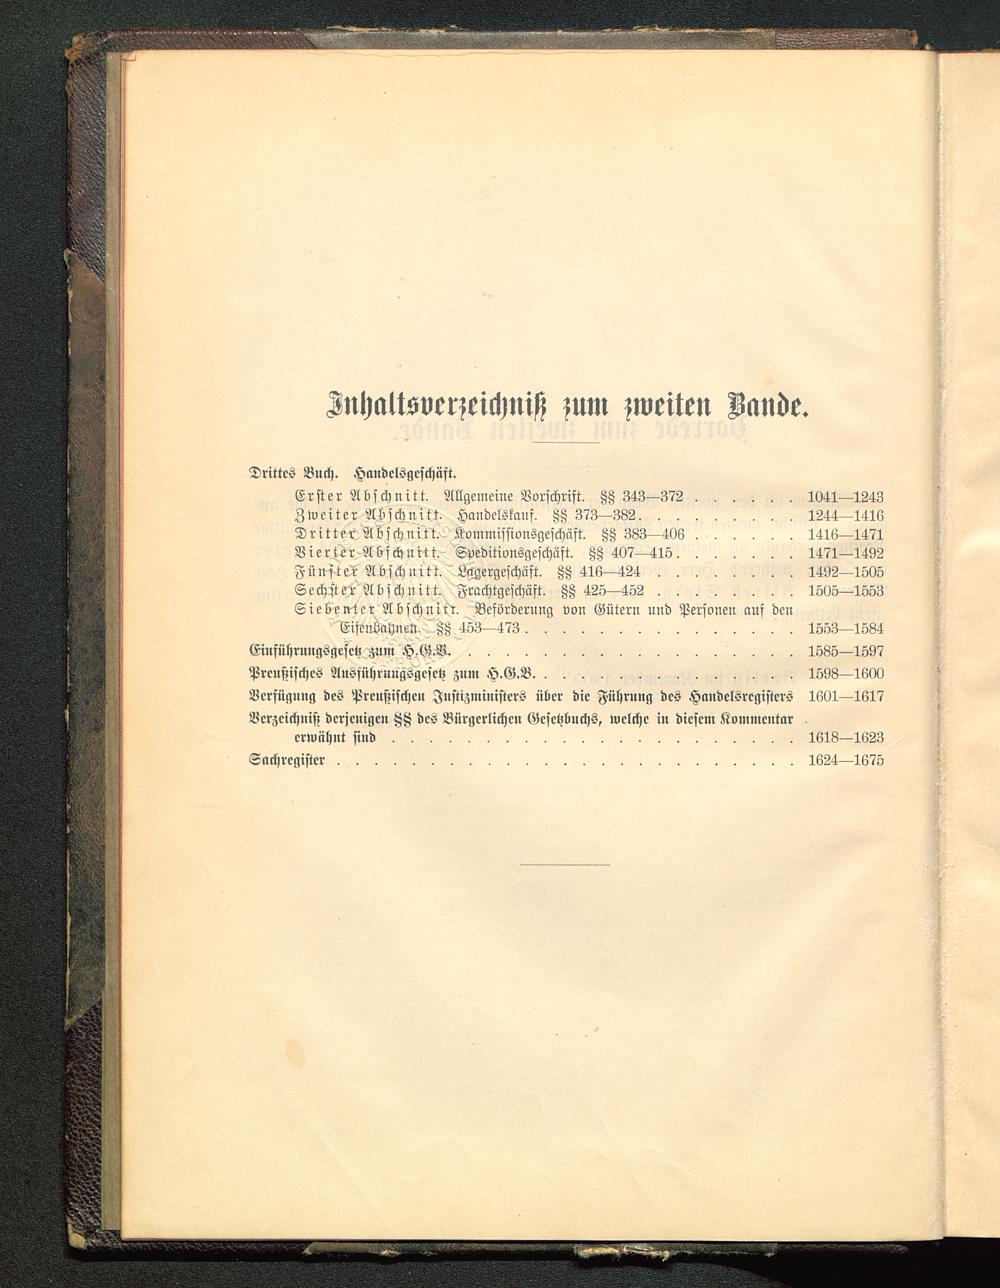 Inhaltsverzeichniß zum zweiten Bande.
Drittes Buch. Handelsgeschäft.
Erster Abschnitt. Allgemeine Vorschrift. §§ 343—372 . . . . . . 1041—1243
Zweiter Abschnitt. Handelskauf. §§ 373—382. . . . . . . . . 1244—1416
Dritter Abschnitt. Kommissionsgeschäft. §§ 383—406 . . . . . . 1416—1471
Vierter Abschnitt. Speditionsgeschäft. §§ 407—415. . . . . . . 1471—1492
Fünfter Abschnitt. Lagergeschäft. §§ 416—424 . . . . . . . . 1492—1505
Sechster Abschnitt. Frachtgeschäft. §§ 425—452 . . . . . . . . 1505—1553
Siebenter Abschnitt. Beförderung von Gütern und Personen auf den
Eisenbahnen. §§ 453—473. . . . . . . . . . . . . . . 1553—1584
Einführungsgesetz zum H.G.B. . . . . . . . . . . . . . . . . . . 1585—1597
Preußisches Ausführungsgesetz zum H.G.B. . . . . . . . . . . . . . 1598—1600
Verfügung des Preußischen Justizministers über die Führung des Handelsregisters 1601—1617
Verzeichniß derjenigen §§ des Bürgerlichen Gesetzbuchs, welche in diesem Kommentar
erwähnt sind . . . . . . . . . . . . . . . . . . . . . . 1618—1623
Sachregister . . . . . . . . . . . . . . . . . . . . . . . . 1624—1675